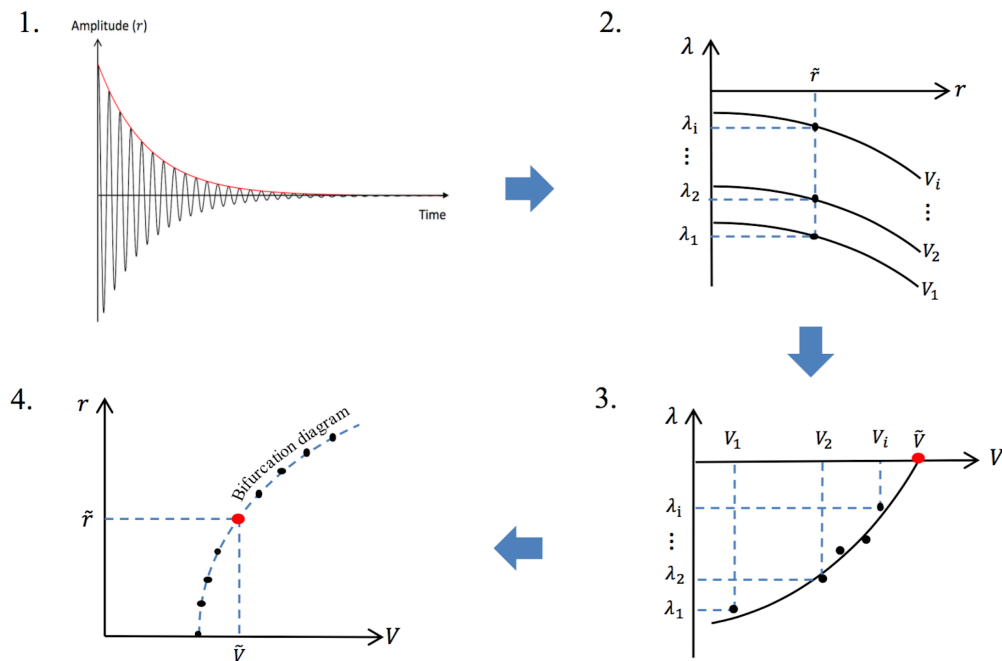 1.
Amplitude (r)
Time
2.
λ
r̃
r
λi
⋮
λ2
λ1
Vi
⋮
V2
V1
4.
r
Bifurcation diagram
r̃
Ṽ
V
3.
λ
V1
V2
Vi
Ṽ
V
λi
⋮
λ2
λ1